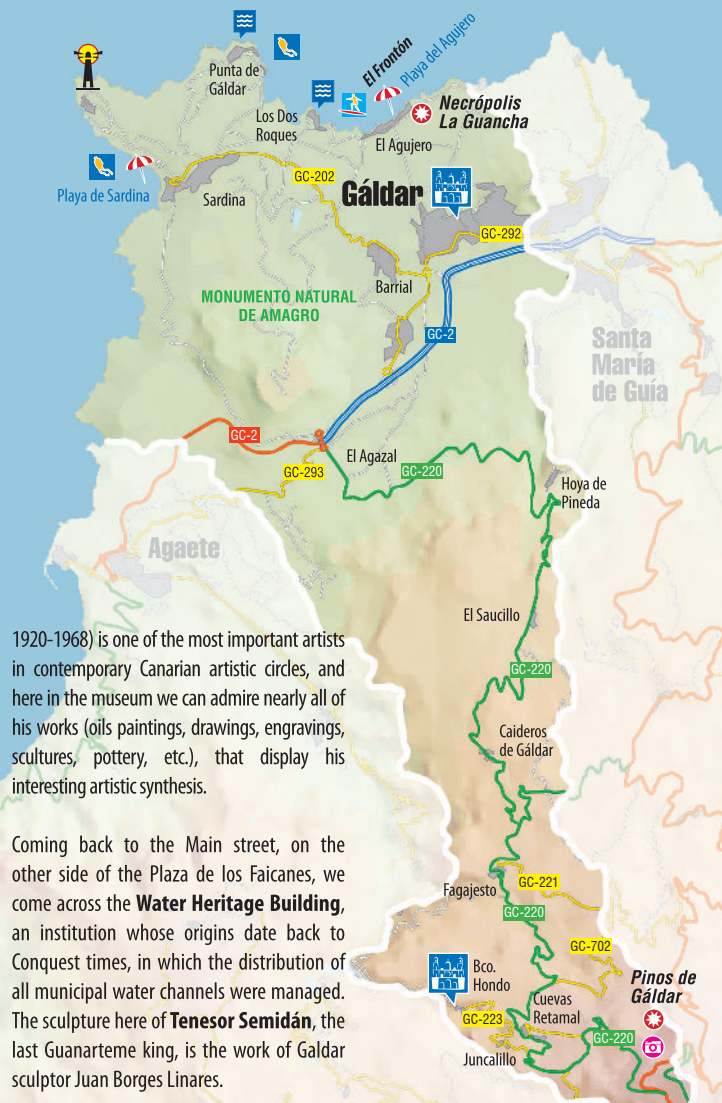 Punta de
Gáldar
El Frontón
Playa del Agujero
Los Dos
Roques
Necrópolis
La Guancha
El Agujero
Playa de Sardina
Sardina
GC-202
Gáldar
GC-292
Barrial
MONUMENTO NATURAL
DE AMAGRO
GC-2
Santa
María
de Guía
GC-2
El Agazal
GC-293
GC-220
Hoya de
Pineda
Agaete
El Saucillo
GC-220
Caideros
de Gáldar
1920-1968) is one of the most important artists
in contemporary Canarian artistic circles, and
here in the museum we can admire nearly all of
his works (oils paintings, drawings, engravings,
scultures, pottery, etc.), that display his
interesting artistic synthesis.
Coming back to the Main street, on the
other side of the Plaza de los Faicanes, we
come across the Water Heritage Building,
an institution whose origins date back to
Conquest times, in which the distribution of
all municipal water channels were managed.
The sculpture here of Tenesor Semidán, the
last Guanarteme king, is the work of Galdar
sculptor Juan Borges Linares.
Fagajesto
GC-221
GC-220
GC-702
Bco.
Hondo
Pinos de
Gáldar
Cuevas
Retamal
GC-223
GC-220
Juncalillo